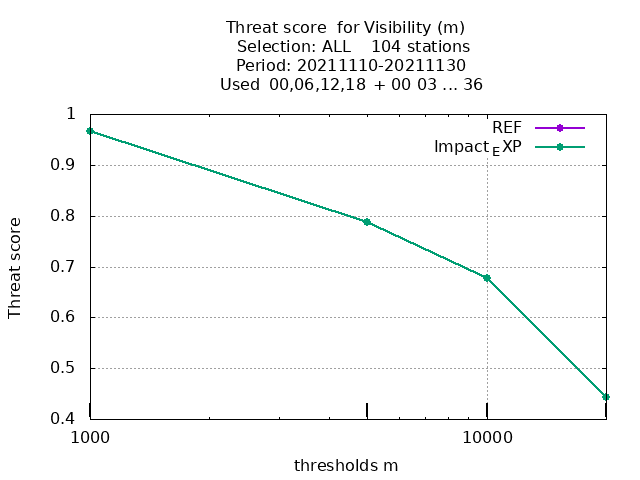 Threat score  for Visibility (m)
Selection: ALL    104 stations
Period: 20211110-20211130
Used  00,06,12,18  + 00 03 ... 36
REF
Impact_EXP
1
0.9
0.8
0.7
0.6
0.5
0.4
Threat score
1000
10000
thresholds m